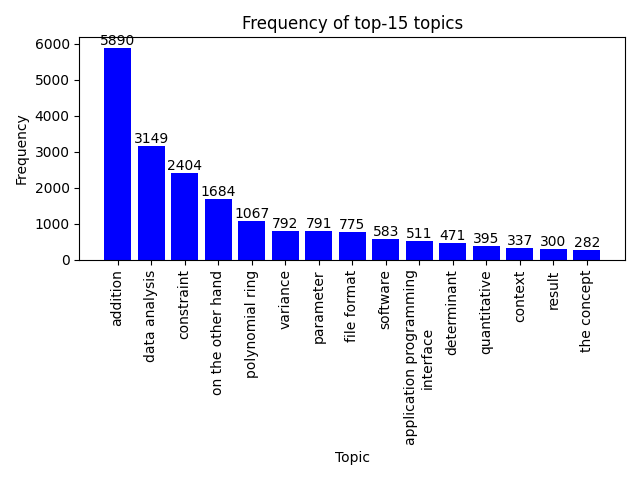 Frequency of top-15 topics
Frequency
6000
5000
4000
3000
2000
1000
0
5890
3149
2404
1684
1067
792
791
775
583
511
471
395
337
300
282
addition
data analysis
constraint
on the other hand
polynomial ring
variance
parameter
file format
software
application programming
interface
determinant
quantitative
context
result
the concept
Topic